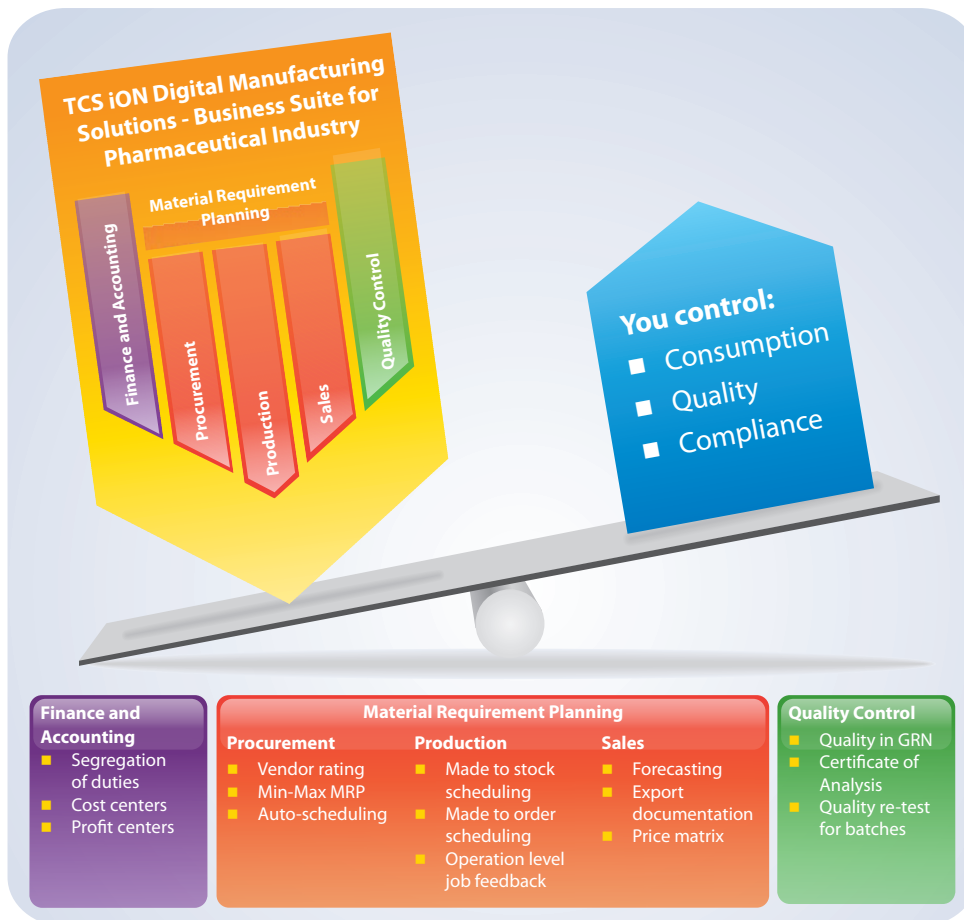 TCS iON Digital Manufacturing
Solutions - Business Suite for
Pharmaceutical Industry
Material Requirement
Planning
Finance and Accounting
Procurement
Production
Sales
Quality Control
You control:
Consumption
Quality
Compliance
Finance and
Accounting
Segregation
of duties
Cost centers
Profit centers
Material Requirement Planning
Procurement
Vendor rating
Min-Max MRP
Auto-scheduling
Production
Made to stock
scheduling
Made to order
scheduling
Operation level
job feedback
Sales
Forecasting
Export
documentation
Price matrix
Quality Control
Quality in GRN
Certificate of
Analysis
Quality re-test
for batches